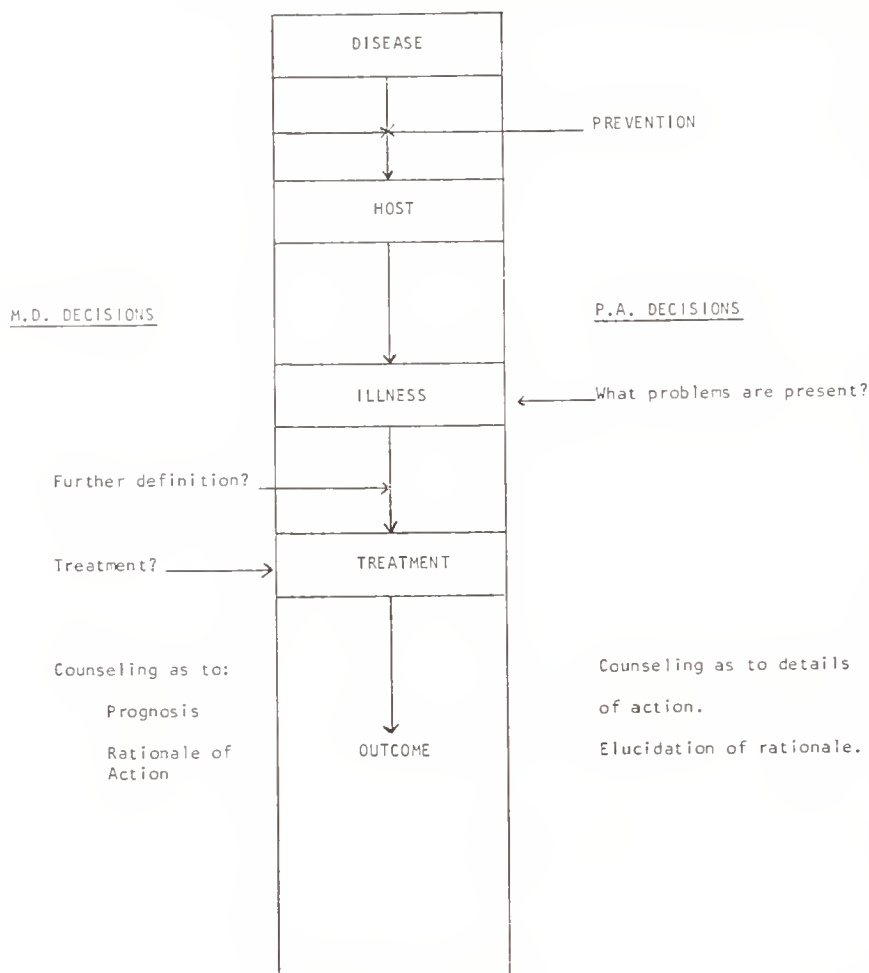 DISEASE
PREVENTION
HOST
M.D. DECISIONS
P.A. DECISIONS
ILLNESS
What problems are present?
Further definition?
Treatment?
TREATMENT
Counseling as to:
Prognosis
Rationale of
Action
OUTCOME
Counseling as to details
of action.
Elucidation of rationale.